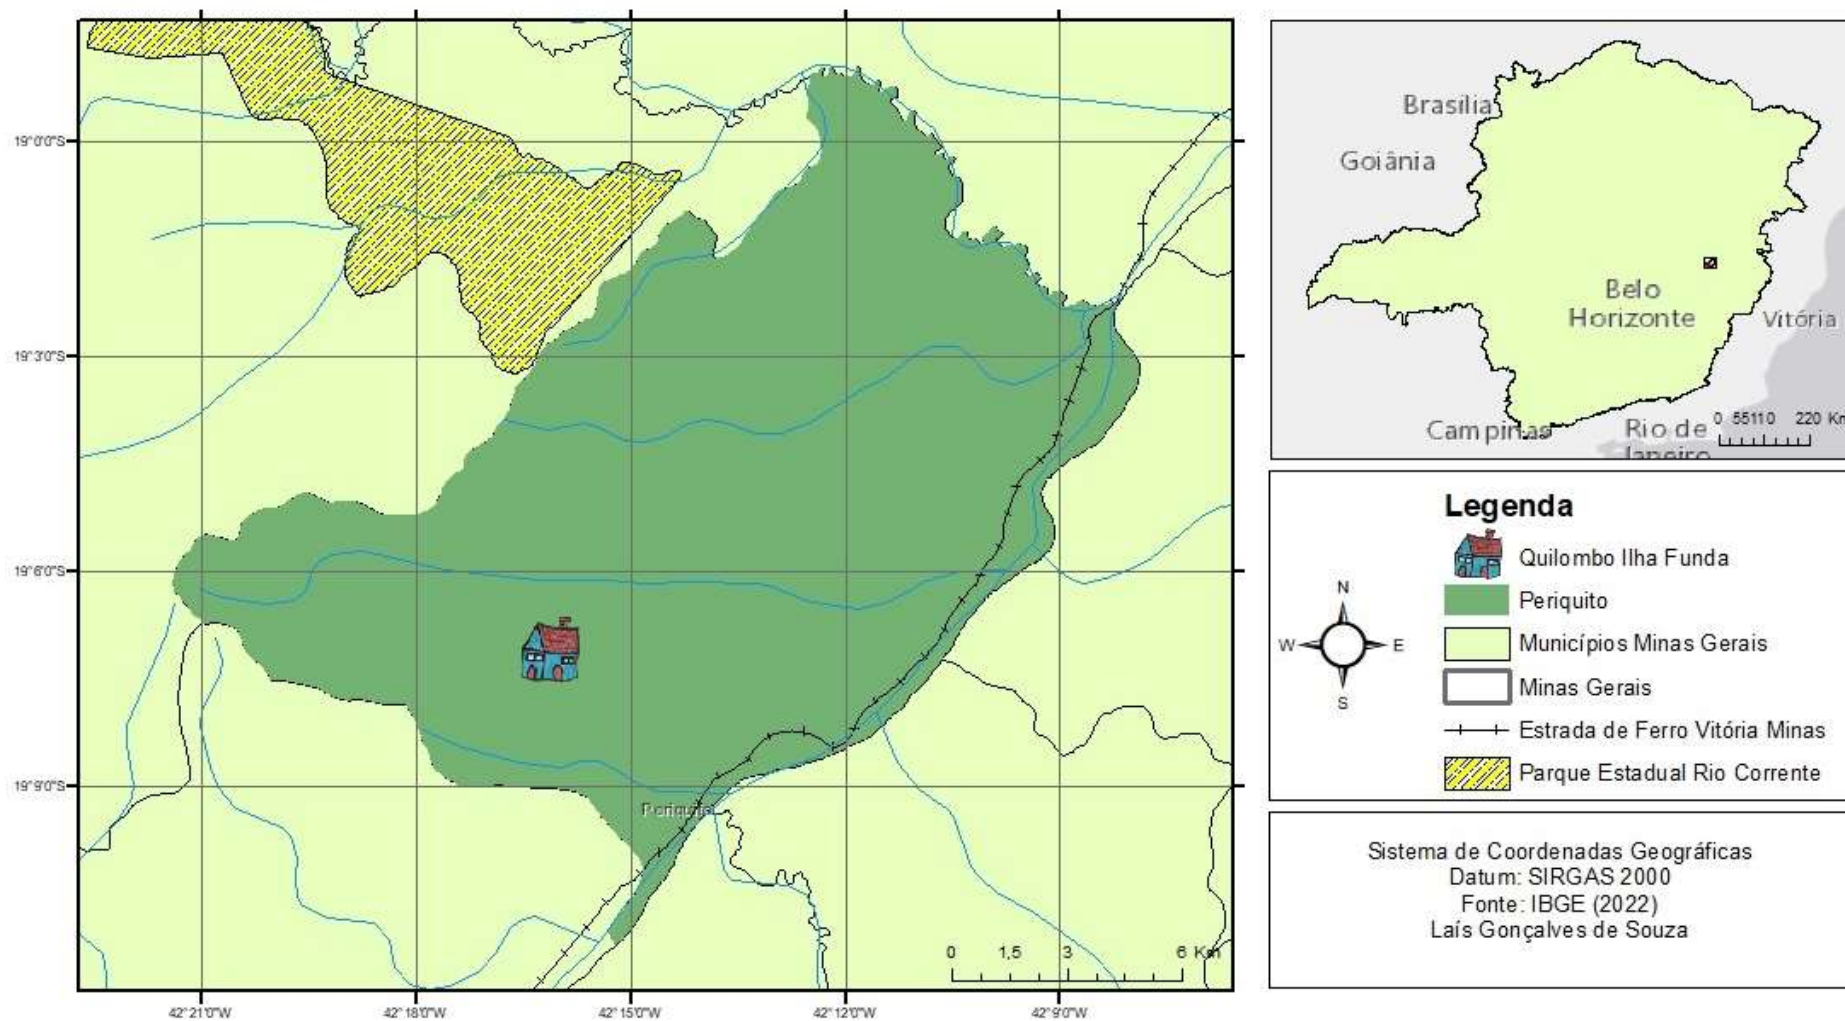 19°0'0"S
19°3'0"S
19°6'0"S
19°9'0"S
Periquito
0 1,5 3 6 Km
42°21'0"W
42°18'0"W
42°15'0"W
42°12'0"W
42°9'0"W
Brasília
Goiânia
Belo
Horizonte
Vitória
Campinas
Rio de
Janeiro
0 55110 220 Km
Legenda
Quilombo Ilha Funda
Periquito
Municípios Minas Gerais
Minas Gerais
Estrada de Ferro Vitória Minas
Parque Estadual Rio Corrente
N
W
E
S
Sistema de Coordenadas Geográficas
Datum: SIRGAS 2000
Fonte: IBGE (2022)
Laís Gonçalves de Souza